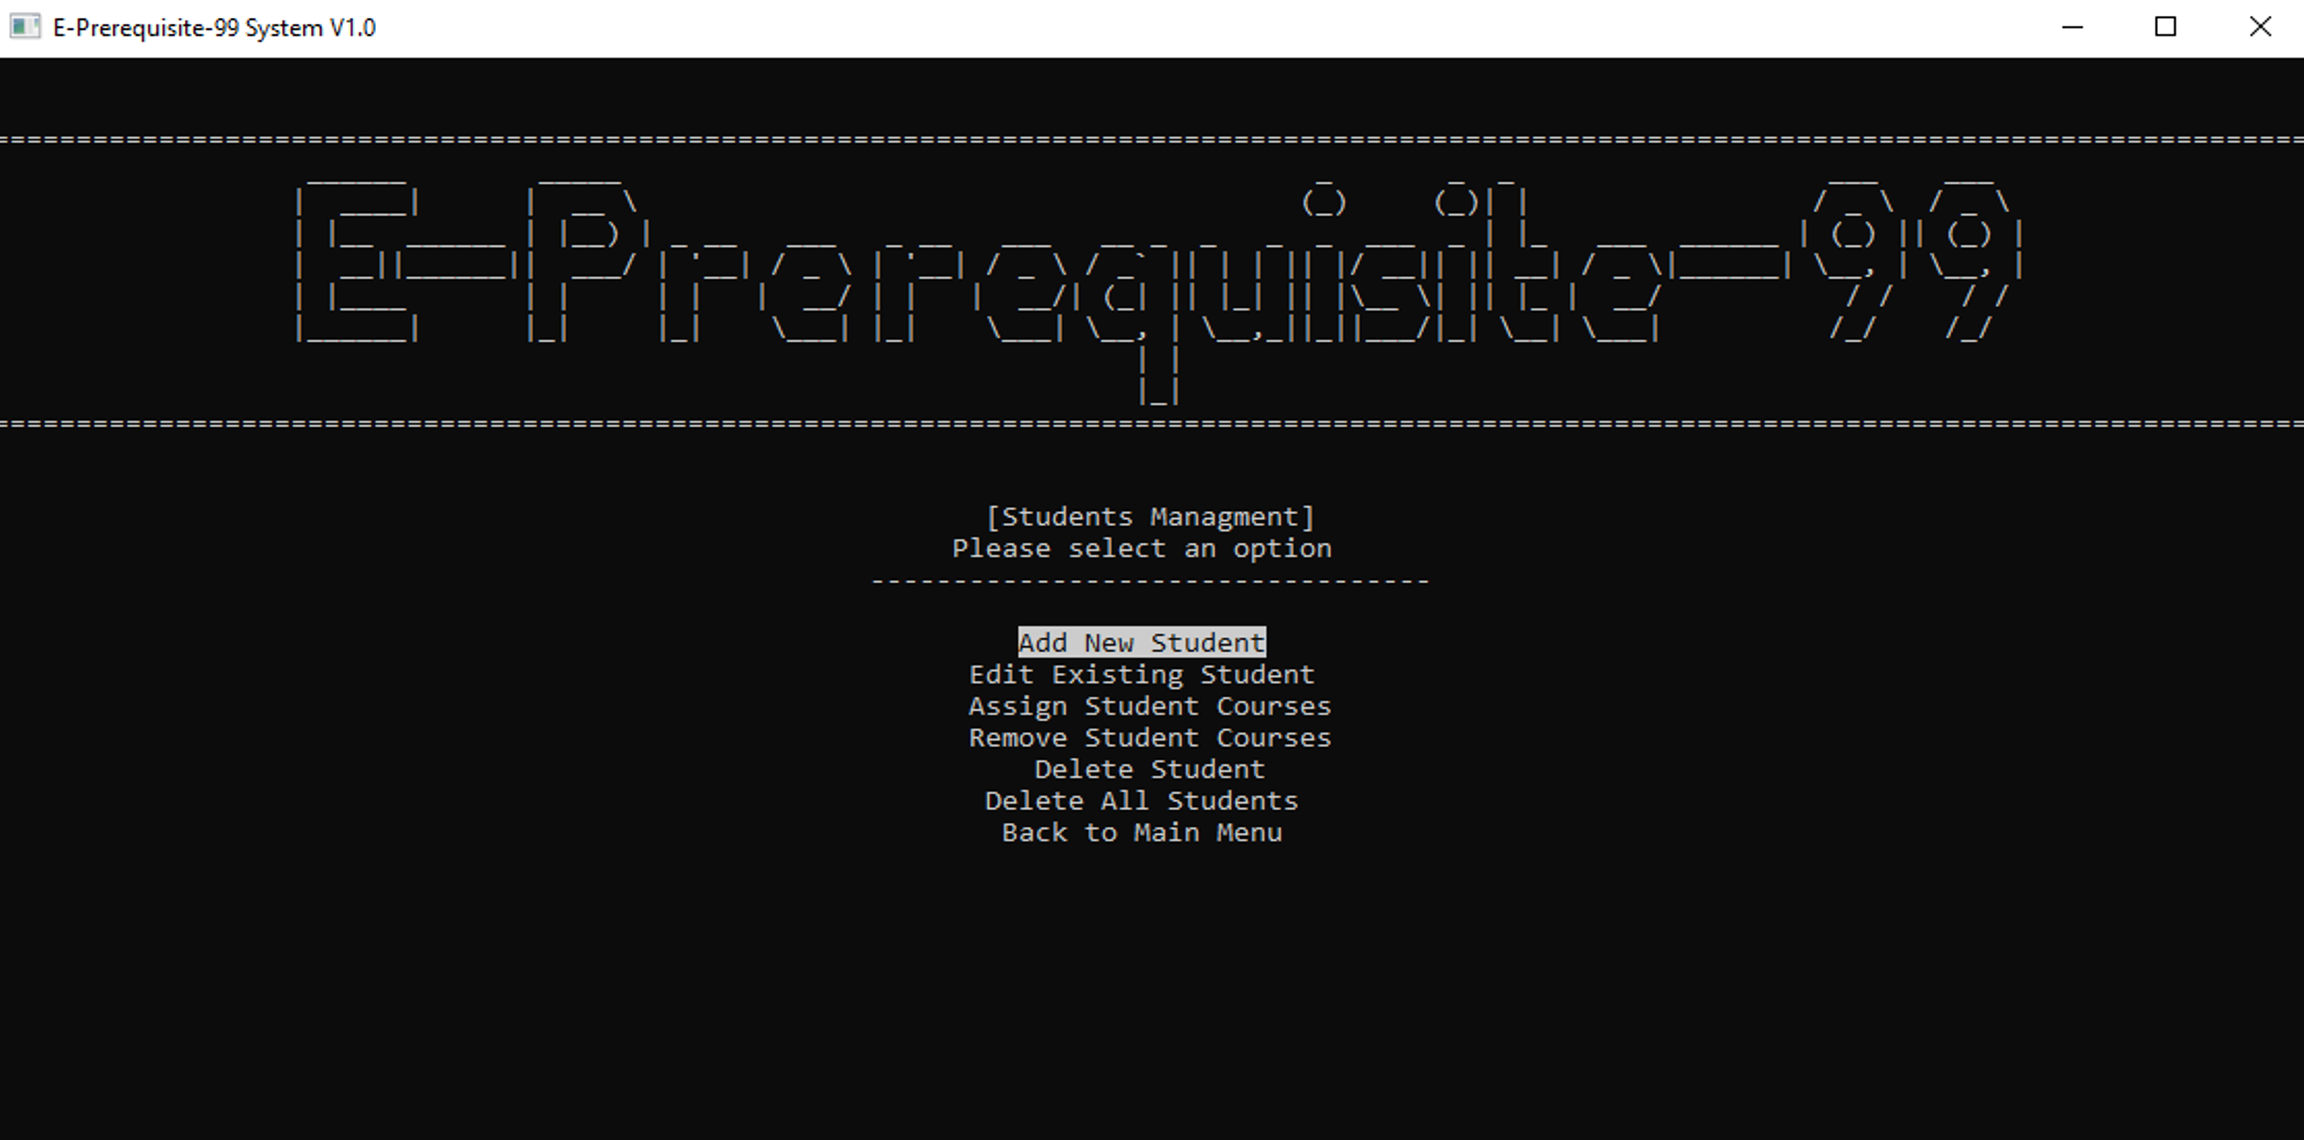 E-Prerequisite-99 System V1.0
E-Prerequisite-99
[Students Managment]
Please select an option
Add New Student
Edit Existing Student
Assign Student Courses
Remove Student Courses
Delete Student
Delete All Students
Back to Main Menu